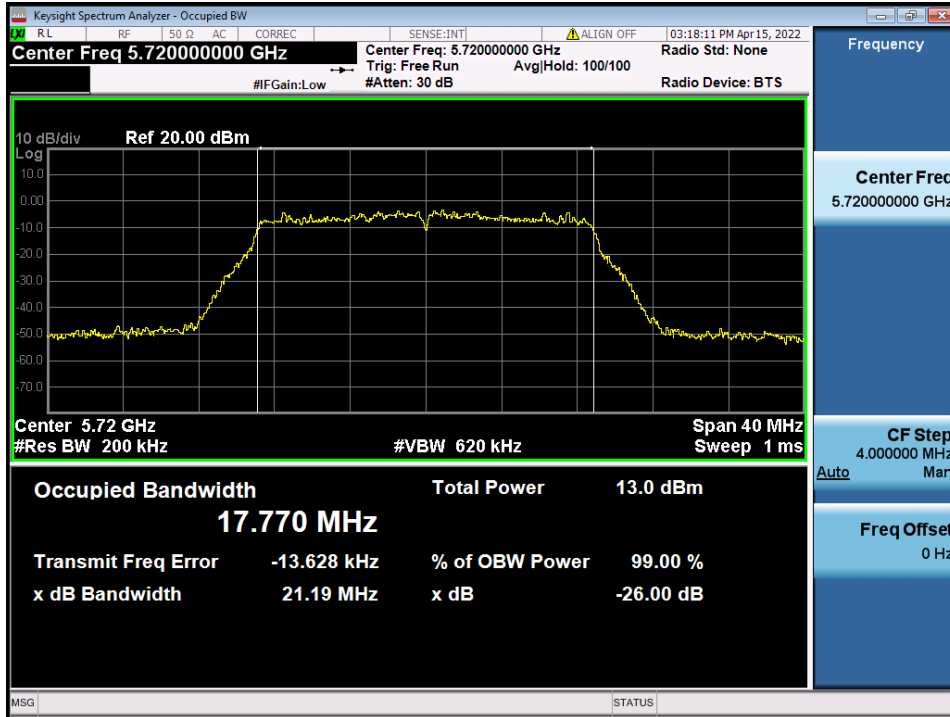 Keysight Spectrum Analyzer - Occupied BW
LXI RL RF 50 Ω AC CORREC SENSE:INT ALIGN OFF 03:18:11 PM Apr 15, 2022
Center Freq 5.720000000 GHz
Center Freq: 5.720000000 GHz Radio Std: None
Trig: Free Run Avg|Hold: 100/100
#IFGain:Low #Atten: 30 dB Radio Device: BTS
10 dB/div Ref 20.00 dBm
Log
10.0
0.00
-10.0
-20.0
-30.0
-40.0
-50.0
-60.0
-70.0
Center 5.72 GHz Span 40 MHz
#Res BW 200 kHz #VBW 620 kHz Sweep 1 ms
Occupied Bandwidth Total Power 13.0 dBm
17.770 MHz
Transmit Freq Error -13.628 kHz % of OBW Power 99.00 %
x dB Bandwidth 21.19 MHz x dB -26.00 dB
MSG STATUS
Frequency
Center Freq
5.720000000 GHz
CF Step
4.000000 MHz
Auto Man
Freq Offset
0 Hz